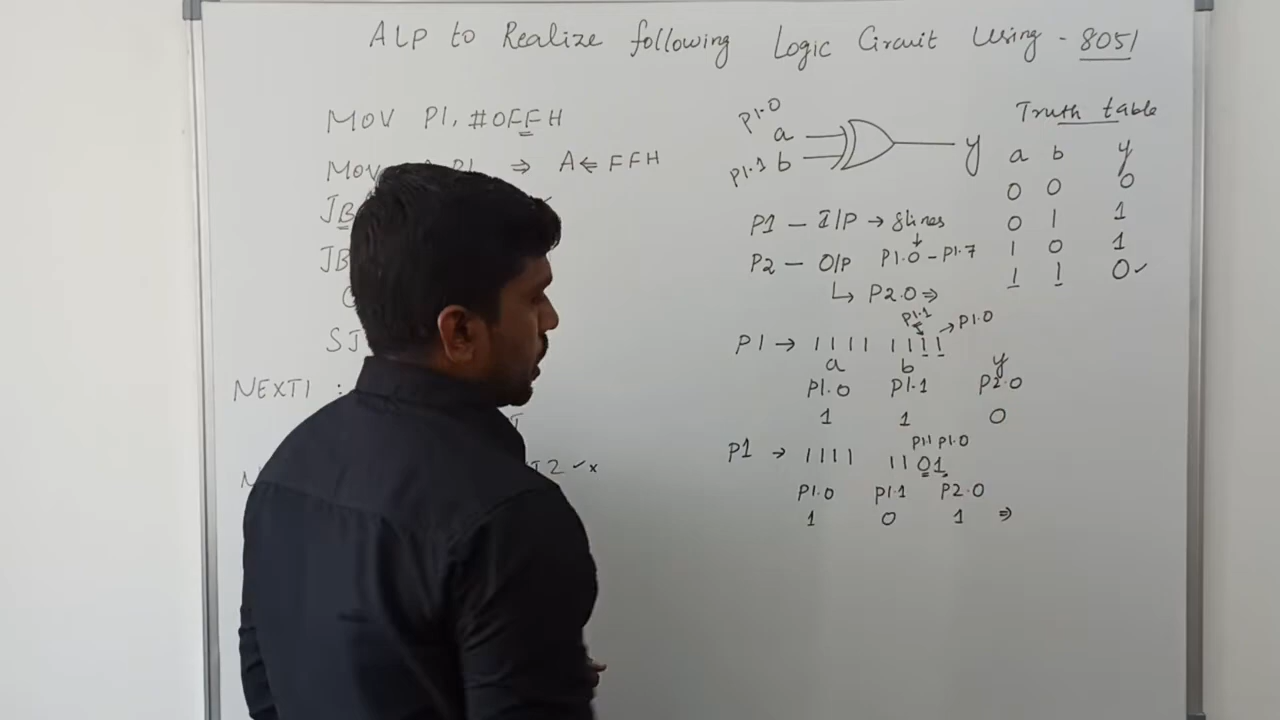 ALP to Realize following Logic Circuit Using - 8051
MOV P1, #0FFH
MOV P1 ⇒ A ⇐ FFH
JB
JB
SJ
NEXT1 :
P1.0
a
P1.1 b
y
P1 - I/P → 8lines
P2 - O/P P1.0 - P1.7
↳ P2.0 ⇒
P1.1 → P1.0
P1 → 1111 1111
a b y
P1.0 P1.1 P2.0
1 1 0
P1.1 P1.0
P1 → 1111 1101
P1.0 P1.1 P2.0
1 0 1 ⇒
Truth table
a b y
0 0 0
0 1 1
1 0 1
1 1 0 ✓